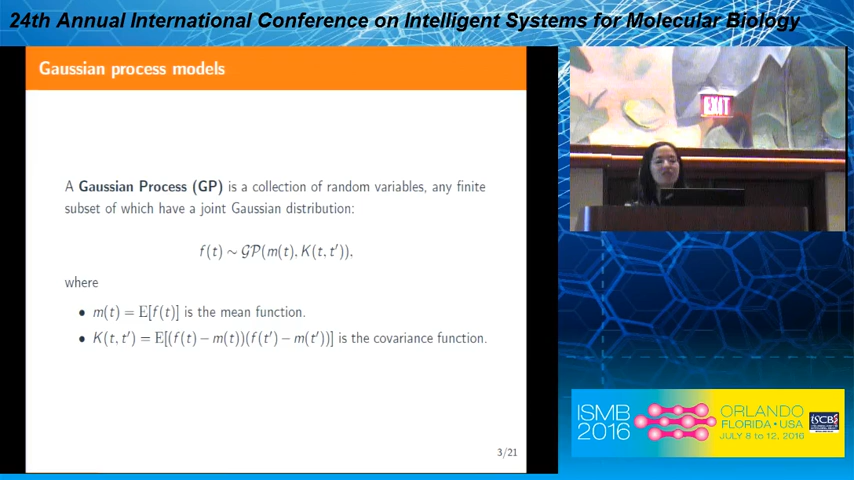 24th Annual International Conference on Intelligent Systems for Molecular Biology
Gaussian process models
EXIT
A Gaussian Process (GP) is a collection of random variables, any finite
subset of which have a joint Gaussian distribution:
f(t) ∼ 𝒢𝒫(m(t), K(t, t′)),
where
• m(t) = E[f(t)] is the mean function.
• K(t, t′) = E[(f(t) − m(t))(f(t′) − m(t′))] is the covariance function.
3/21
ISMB
2016
ORLANDO
FLORIDA • USA
JULY 8 to 12, 2016
ISCB